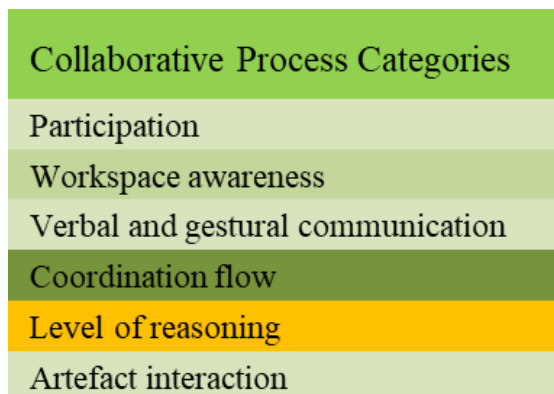 Collaborative Process Categories
Participation
Workspace awareness
Verbal and gestural communication
Coordination flow
Level of reasoning
Artefact interaction